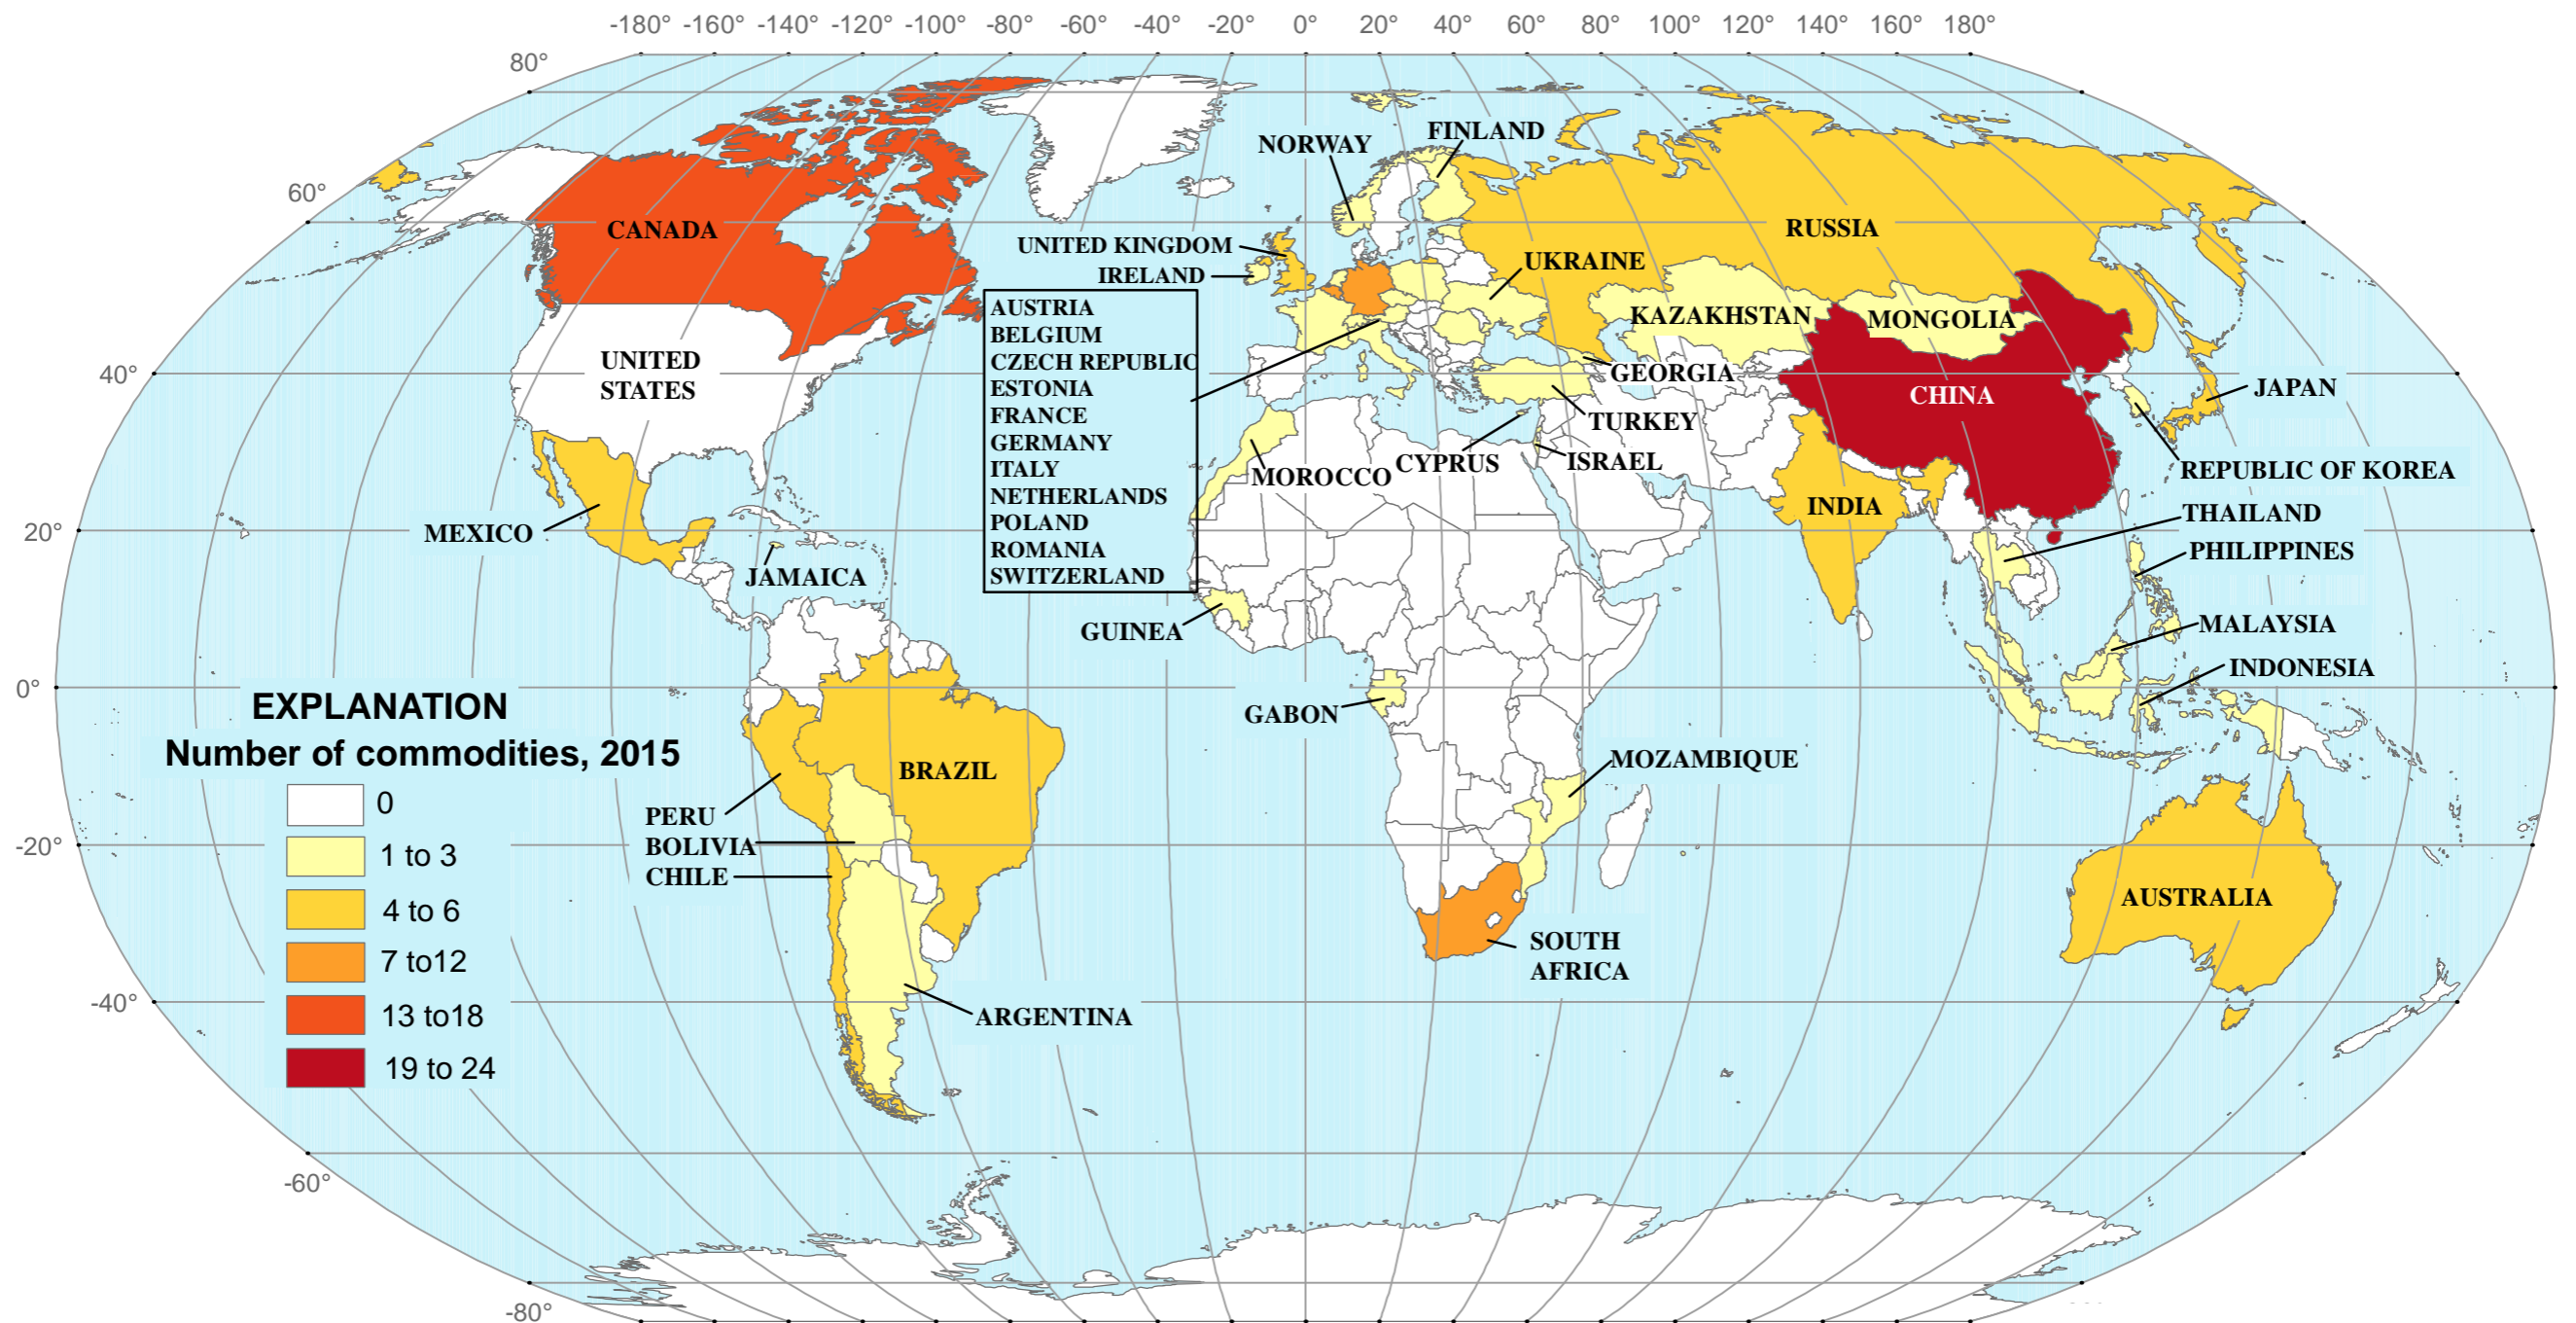 -180° -160° -140° -120° -100° -80° -60° -40° -20° 0° 20° 40° 60° 80° 100° 120° 140° 160° 180°
80°
60°
40°
20°
0°
-20°
-40°
-60°
-80°
NORWAY
FINLAND
CANADA
RUSSIA
UNITED KINGDOM
IRELAND
UKRAINE
AUSTRIA
BELGIUM
CZECH REPUBLIC
ESTONIA
FRANCE
GERMANY
ITALY
NETHERLANDS
POLAND
ROMANIA
SWITZERLAND
KAZAKHSTAN
MONGOLIA
UNITED
STATES
GEORGIA
CHINA
JAPAN
TURKEY
MOROCCO
CYPRUS
ISRAEL
REPUBLIC OF KOREA
INDIA
THAILAND
MEXICO
PHILIPPINES
JAMAICA
GUINEA
MALAYSIA
INDONESIA
GABON
MOZAMBIQUE
BRAZIL
PERU
BOLIVIA
CHILE
AUSTRALIA
SOUTH
AFRICA
ARGENTINA
EXPLANATION
Number of commodities, 2015
0
1 to 3
4 to 6
7 to12
13 to18
19 to 24